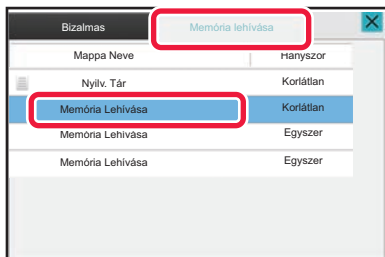 Bizalmas Memória lehívása
Mappa Neve Hányszor
Nyilv. Tár Korlátlan
Memória Lehívása Korlátlan
Memória Lehívása Egyszer
Memória Lehívása Egyszer